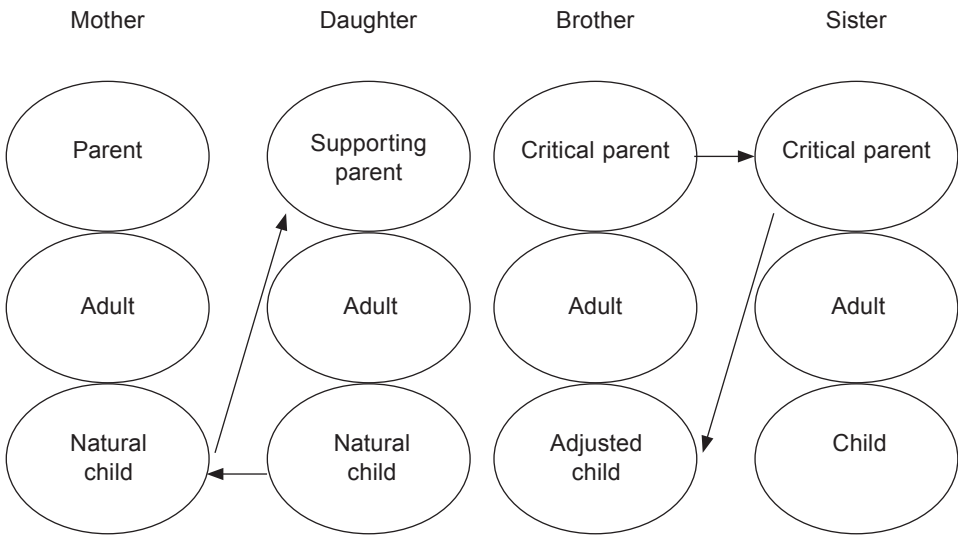 Mother Daughter Brother Sister
Parent
Supporting
parent
Critical parent
Critical parent
Adult
Adult
Adult
Adult
Natural
child
Natural
child
Adjusted
child
Child